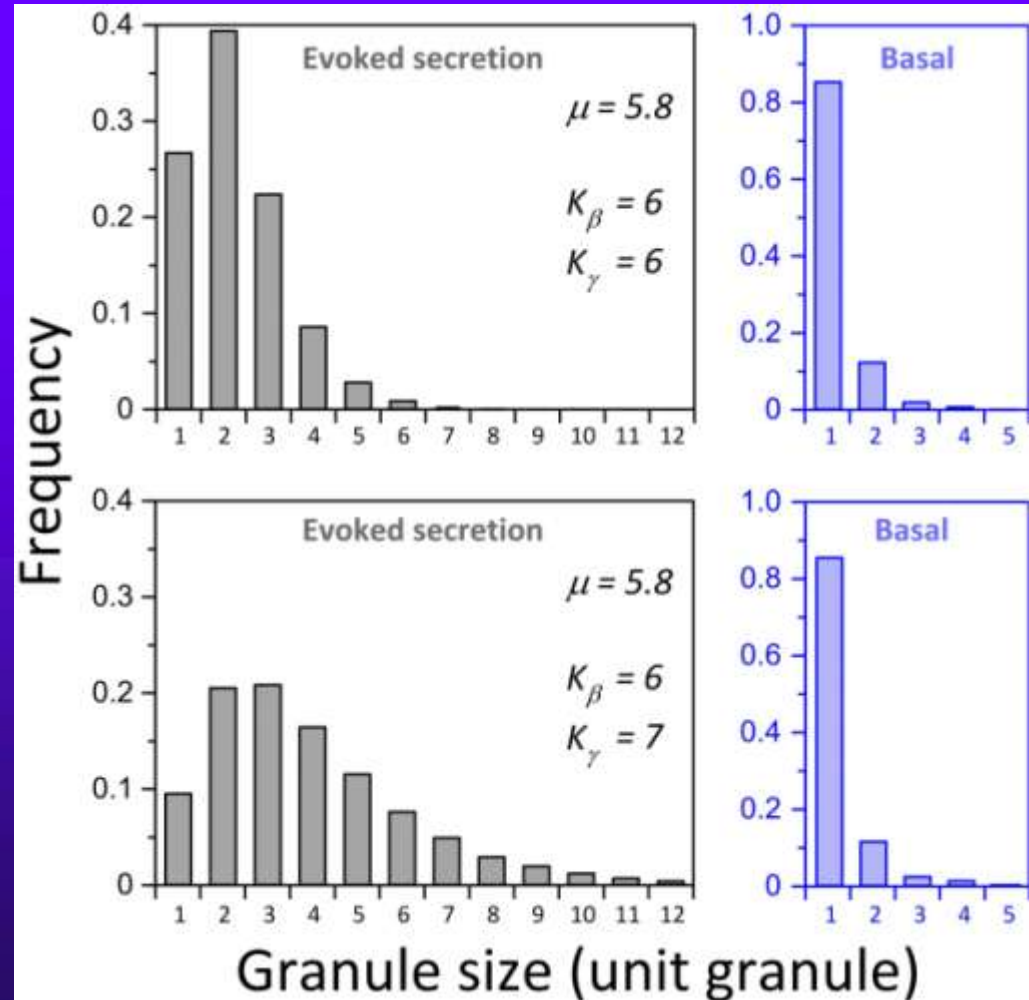 Frequency
Evoked secretion
μ = 5.8
K_β = 6
K_γ = 6
0.4
0.3
0.2
0.1
0
1 2 3 4 5 6 7 8 9 10 11 12
Basal
1.0
0.8
0.6
0.4
0.2
0
1 2 3 4 5
Evoked secretion
μ = 5.8
K_β = 6
K_γ = 7
0.4
0.3
0.2
0.1
0
1 2 3 4 5 6 7 8 9 10 11 12
Basal
1.0
0.8
0.6
0.4
0.2
0
1 2 3 4 5
Granule size (unit granule)